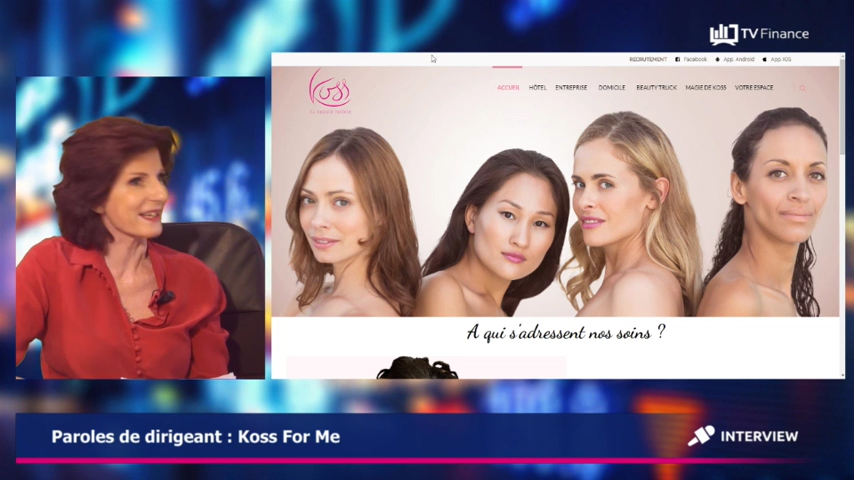 TV Finance
RECRUTEMENT Facebook App. Android App. iOS
Koss
ACCUEIL HÔTEL ENTREPRISE DOMICILE BEAUTY TRUCK MAGIE DE KOSS VOTRE ESPACE
A qui s'adressent nos soins ?
Paroles de dirigeant : Koss For Me
INTERVIEW